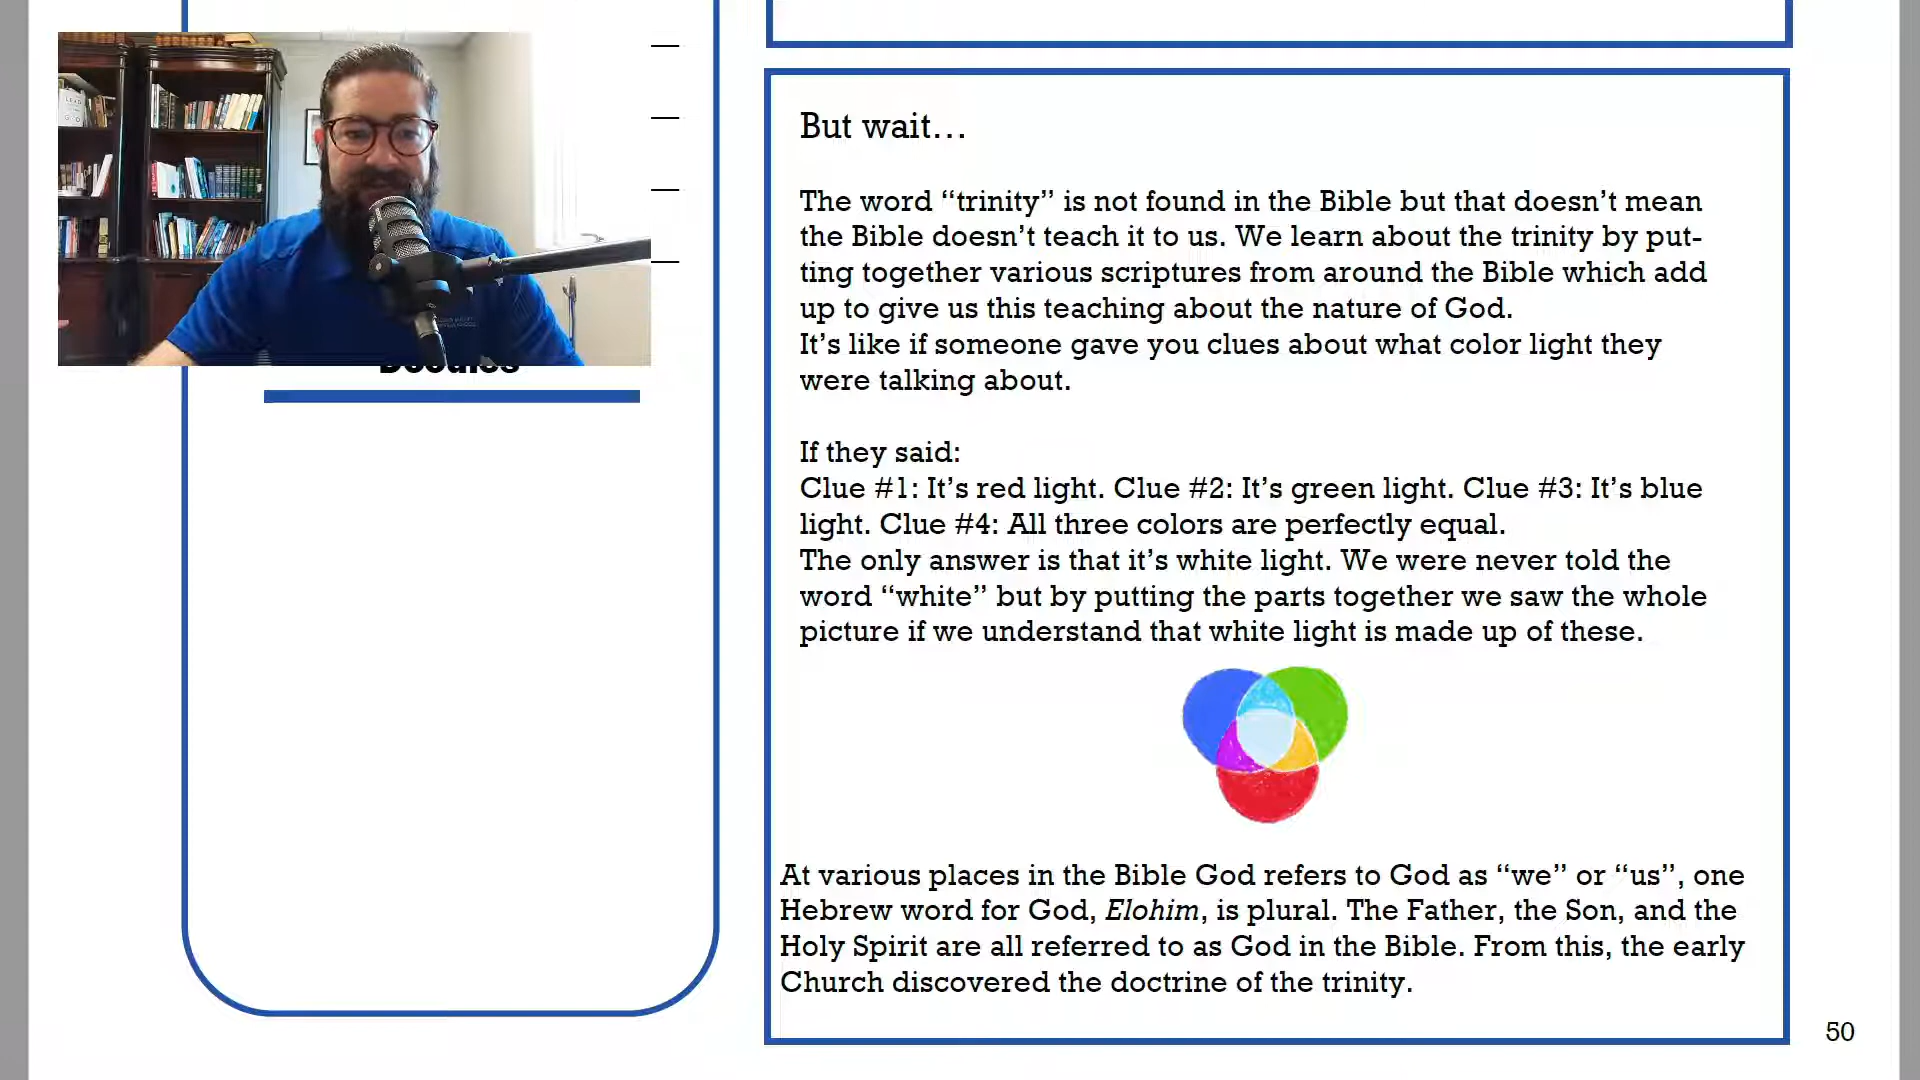 But wait…
The word “trinity” is not found in the Bible but that doesn’t mean
the Bible doesn’t teach it to us. We learn about the trinity by put-
ting together various scriptures from around the Bible which add
up to give us this teaching about the nature of God.
It’s like if someone gave you clues about what color light they
were talking about.
If they said:
Clue #1: It’s red light. Clue #2: It’s green light. Clue #3: It’s blue
light. Clue #4: All three colors are perfectly equal.
The only answer is that it’s white light. We were never told the
word “white” but by putting the parts together we saw the whole
picture if we understand that white light is made up of these.
At various places in the Bible God refers to God as “we” or “us”, one
Hebrew word for God, Elohim, is plural. The Father, the Son, and the
Holy Spirit are all referred to as God in the Bible. From this, the early
Church discovered the doctrine of the trinity.
Doodles
50